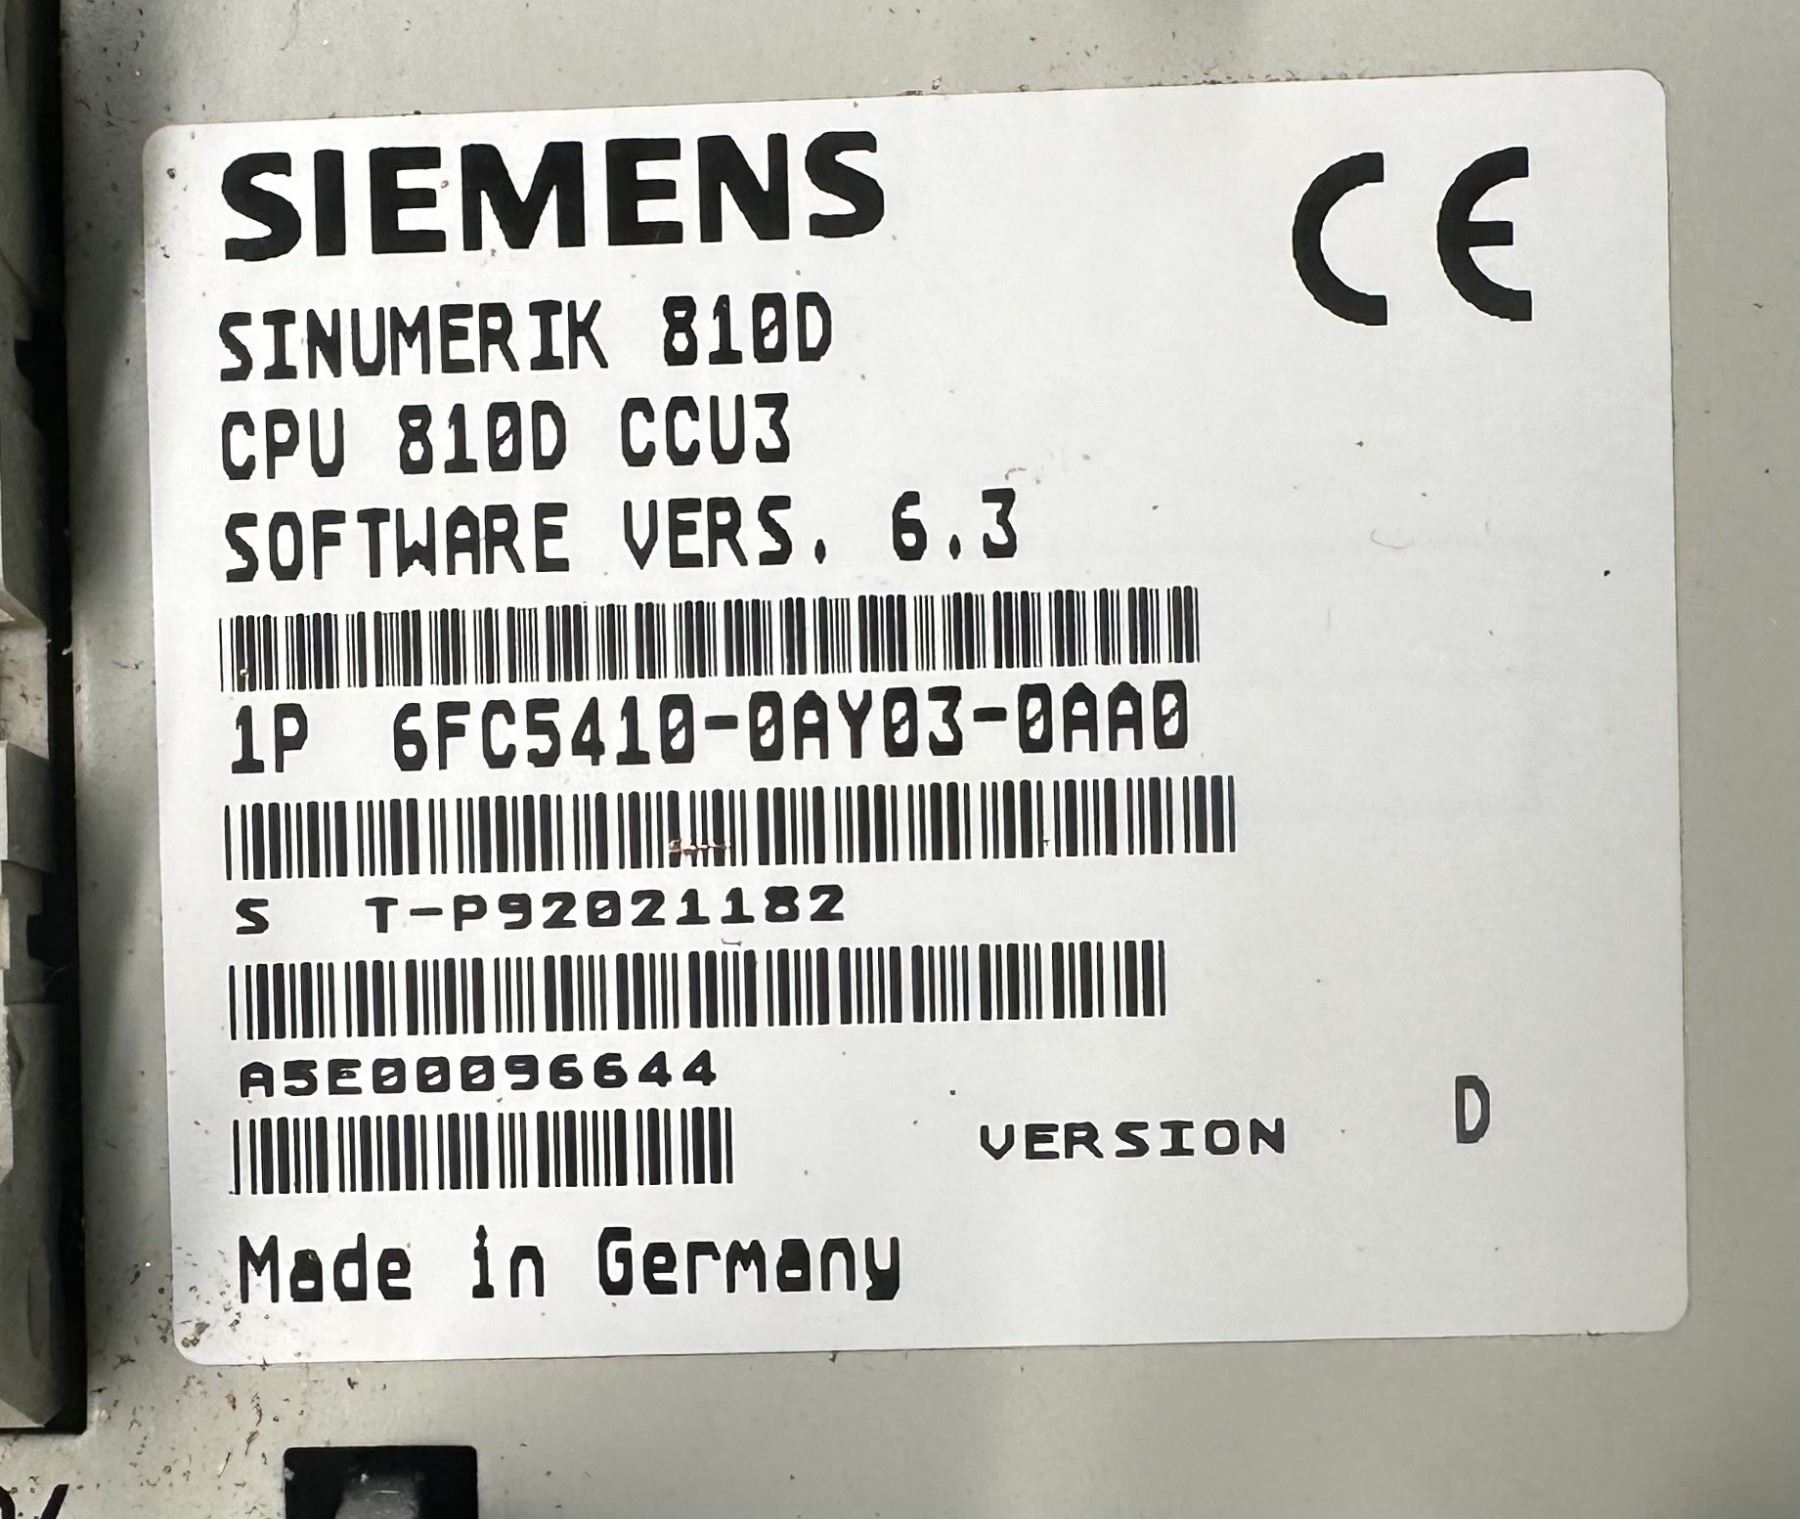 SIEMENS
CE
SINUMERIK 810D
CPU 810D CCU3
SOFTWARE VERS. 6.3
1P 6FC5410-0AY03-0AA0
S T-P92021182
A5E00096644
VERSION D
Made in Germany